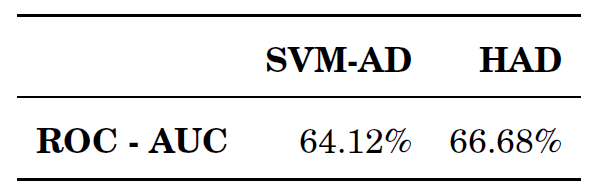 SVM-AD HAD
ROC - AUC 64.12% 66.68%